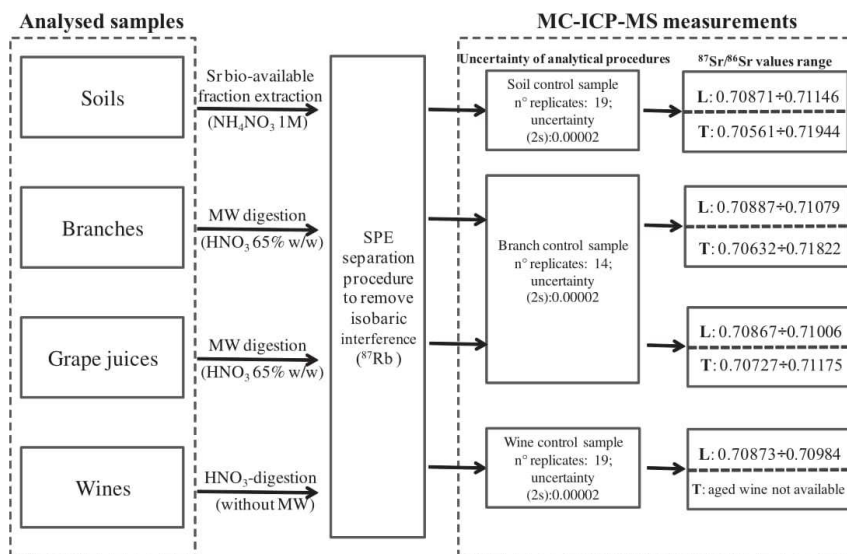 Analysed samples
MC-ICP-MS measurements
Soils
Sr bio-available
fraction extraction
(NH₄NO₃ 1M)
Branches
MW digestion
(HNO₃ 65% w/w)
Grape juices
MW digestion
(HNO₃ 65% w/w)
Wines
HNO₃-digestion
(without MW)
SPE
separation
procedure
to remove
isobaric
interference
(⁸⁷Rb )
Uncertainty of analytical procedures
Soil control sample
n° replicates: 19;
uncertainty
(2s):0.00002
Branch control sample
n° replicates: 14;
uncertainty
(2s):0.00002
Wine control sample
n° replicates: 19;
uncertainty
(2s):0.00002
⁸⁷Sr/⁸⁶Sr values range
L: 0.70871÷0.71146
T: 0.70561÷0.71944
L: 0.70887÷0.71079
T: 0.70632÷0.71822
L: 0.70867÷0.71006
T: 0.70727÷0.71175
L: 0.70873÷0.70984
T: aged wine not available